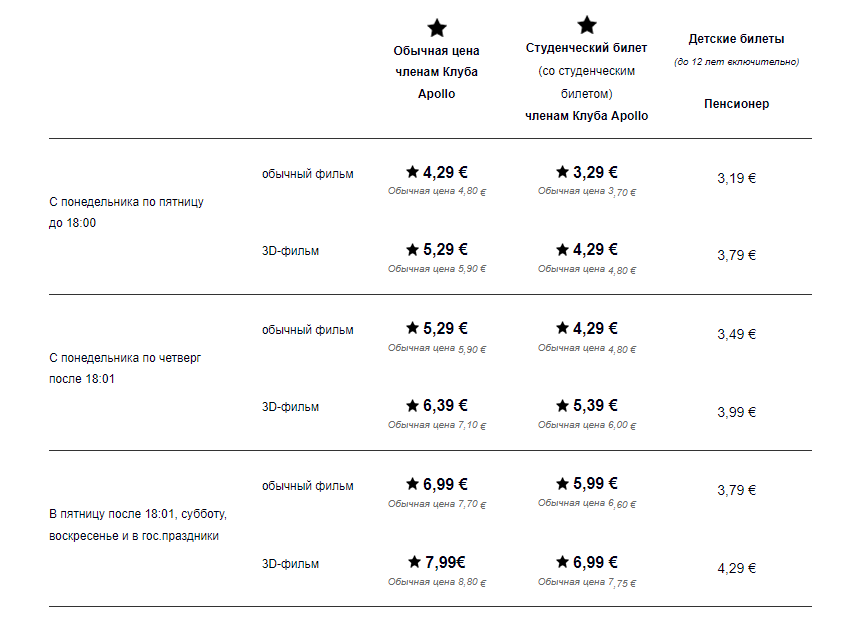 Обычная цена
членам Клуба
Apollo
Студенческий билет
(со студенческим
билетом)
членам Клуба Apollo
Детские билеты
(до 12 лет включительно)
Пенсионер
С понедельника по пятницу
до 18:00
обычный фильм
★ 4,29 €
Обычная цена 4,80 €
★ 3,29 €
Обычная цена 3,70 €
3,19 €
3D-фильм
★ 5,29 €
Обычная цена 5,90 €
★ 4,29 €
Обычная цена 4,80 €
3,79 €
С понедельника по четверг
после 18:01
обычный фильм
★ 5,29 €
Обычная цена 5,90 €
★ 4,29 €
Обычная цена 4,80 €
3,49 €
3D-фильм
★ 6,39 €
Обычная цена 7,10 €
★ 5,39 €
Обычная цена 6,00 €
3,99 €
В пятницу после 18:01, субботу,
воскресенье и в гос.праздники
обычный фильм
★ 6,99 €
Обычная цена 7,70 €
★ 5,99 €
Обычная цена 6,60 €
3,79 €
3D-фильм
★ 7,99€
Обычная цена 8,80 €
★ 6,99 €
Обычная цена 7,75 €
4,29 €